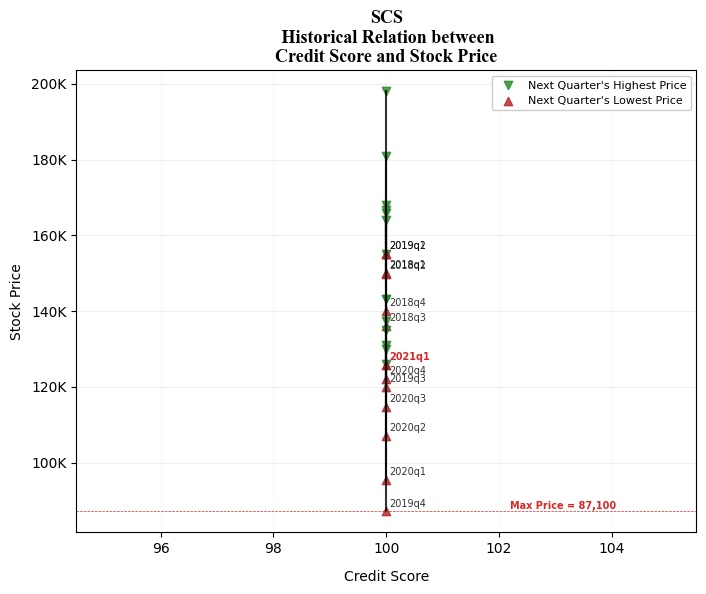 SCS
Historical Relation between
Credit Score and Stock Price
Next Quarter's Highest Price
Next Quarter's Lowest Price
200K
180K
160K
140K
120K
100K
Stock Price
2018q4
2018q3
2021q1
2020q4
2019q3
2020q3
2020q2
2020q1
2019q4
Max Price = 87,100
96
98
100
102
104
Credit Score